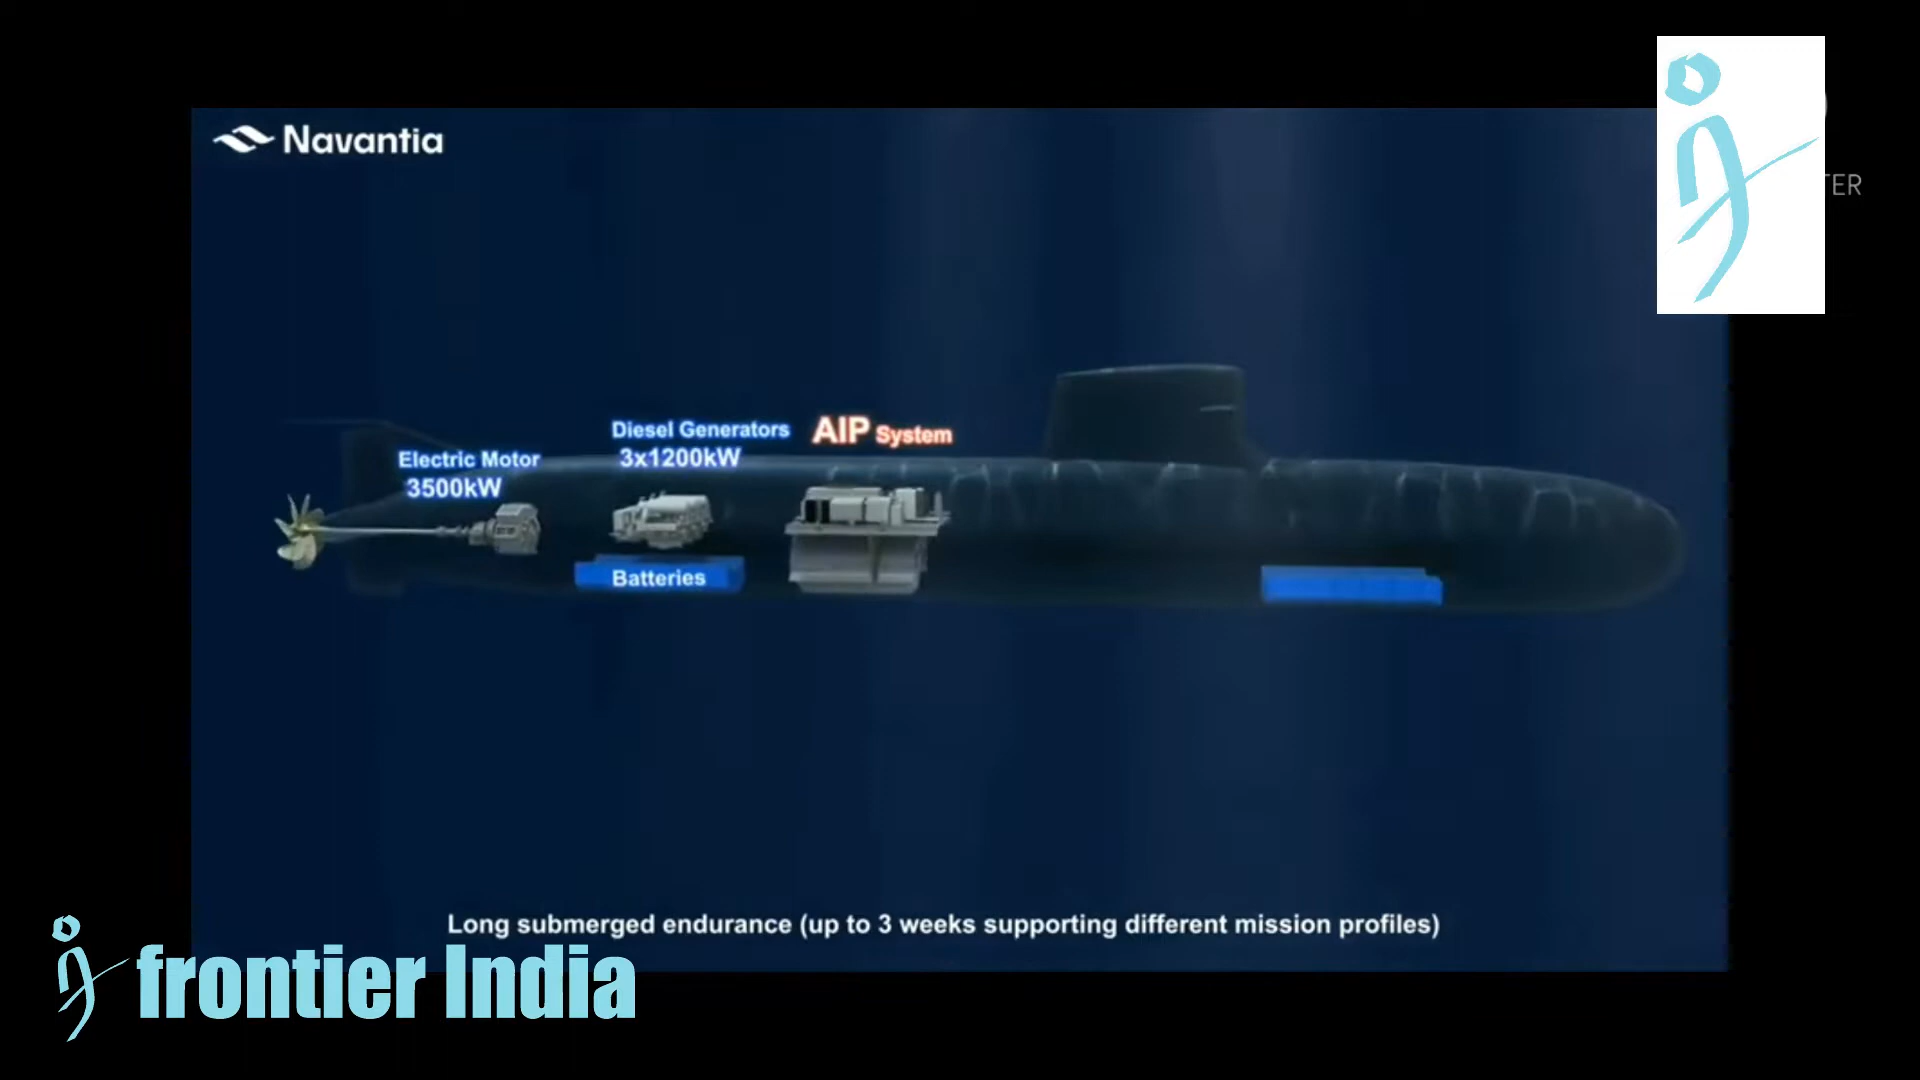 Navantia
TER
Diesel Generators
3x1200kW
AIP System
Electric Motor
3500kW
Batteries
Long submerged endurance (up to 3 weeks supporting different mission profiles)
frontier India